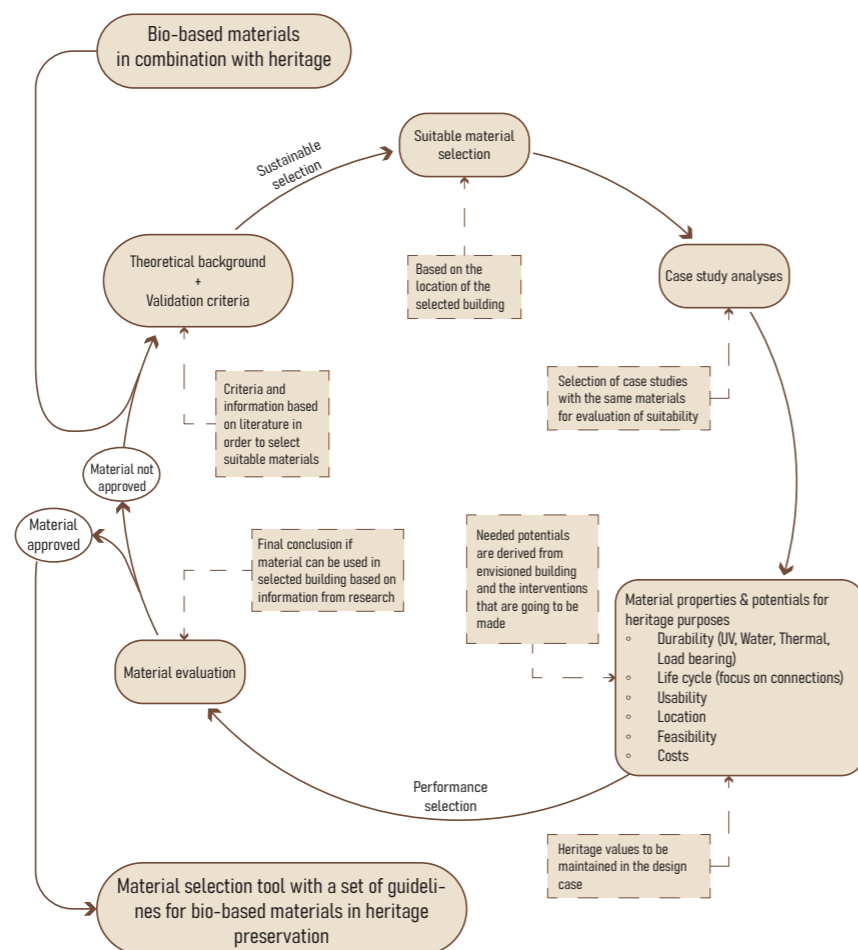 Bio-based materials
in combination with heritage
Suitable material
selection
Sustainable
selection
Theoretical background
+
Validation criteria
Based on the
location of the
selected building
Case study analyses
Criteria and
information based
on literature in
order to select
suitable materials
Selection of case studies
with the same materials
for evaluation of suitability
Material not
approved
Material
approved
Final conclusion if
material can be used in
selected building based on
information from research
Needed potentials
are derived from
envisioned building
and the interventions
that are going to be
made
Material properties & potentials for
heritage purposes
◦ Durability (UV, Water, Thermal,
Load bearing)
◦ Life cycle (focus on connections)
◦ Usability
◦ Location
◦ Feasibility
◦ Costs
Material evaluation
Performance
selection
Heritage values to be
maintained in the design
case
Material selection tool with a set of guideli-
nes for bio-based materials in heritage
preservation